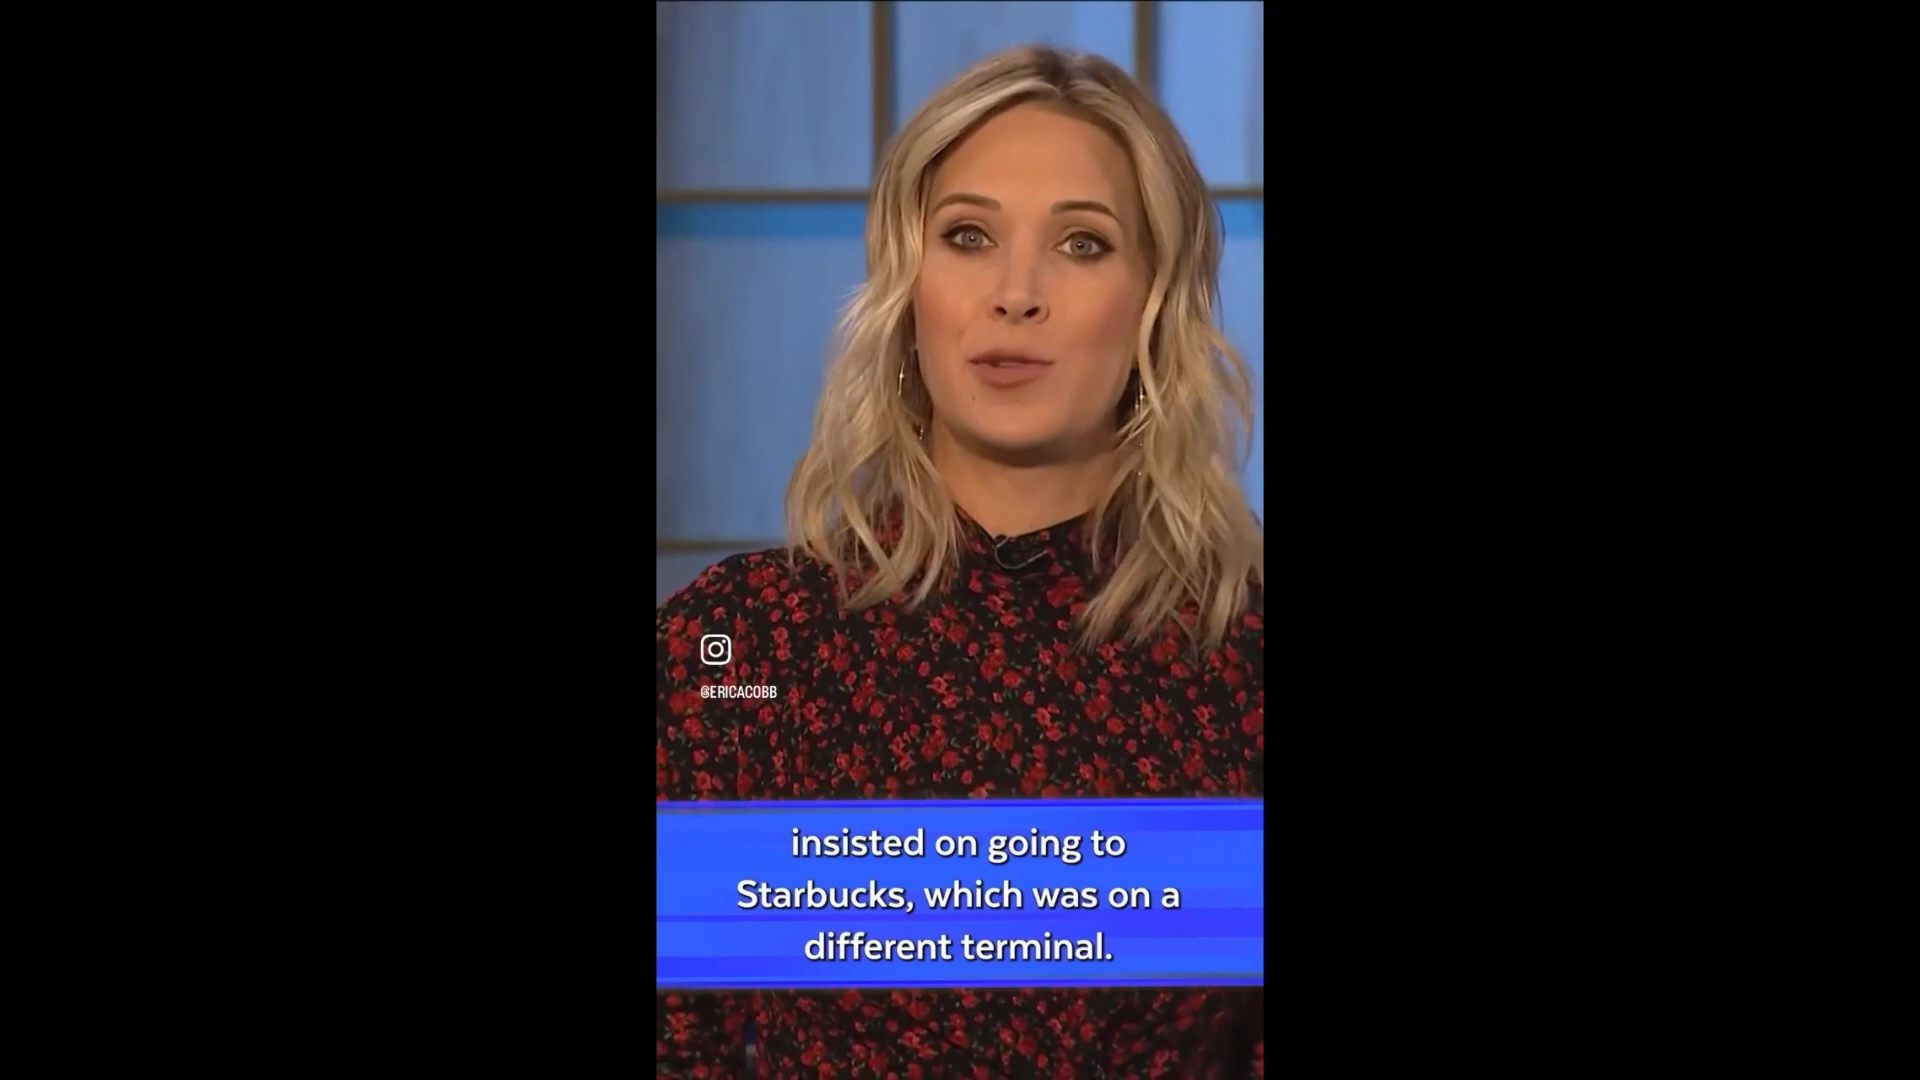 @ERICACOBB
insisted on going to
Starbucks, which was on a
different terminal.